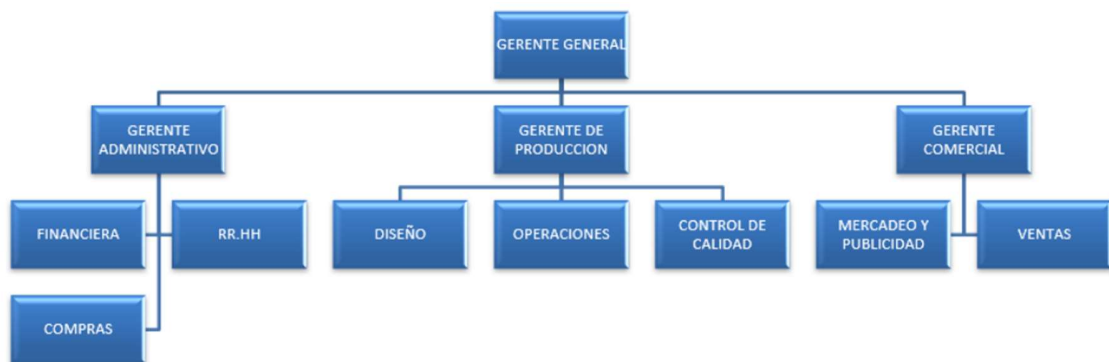 GERENTE GENERAL
GERENTE
ADMINISTRATIVO
GERENTE DE
PRODUCCION
GERENTE
COMERCIAL
FINANCIERA
RR.HH
DISEÑO
OPERACIONES
CONTROL DE
CALIDAD
MERCADEO Y
PUBLICIDAD
VENTAS
COMPRAS